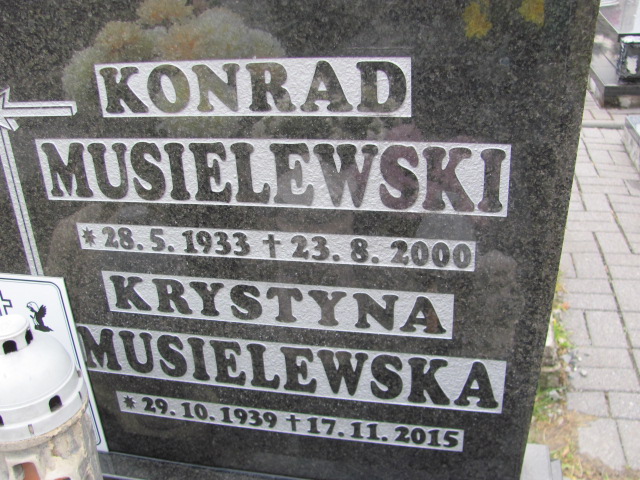 KONRAD
MUSIELEWSKI
* 28. 5. 1933 † 23. 8. 2000
KRYSTYNA
MUSIELEWSKA
* 29. 10. 1939 † 17. 11. 2015